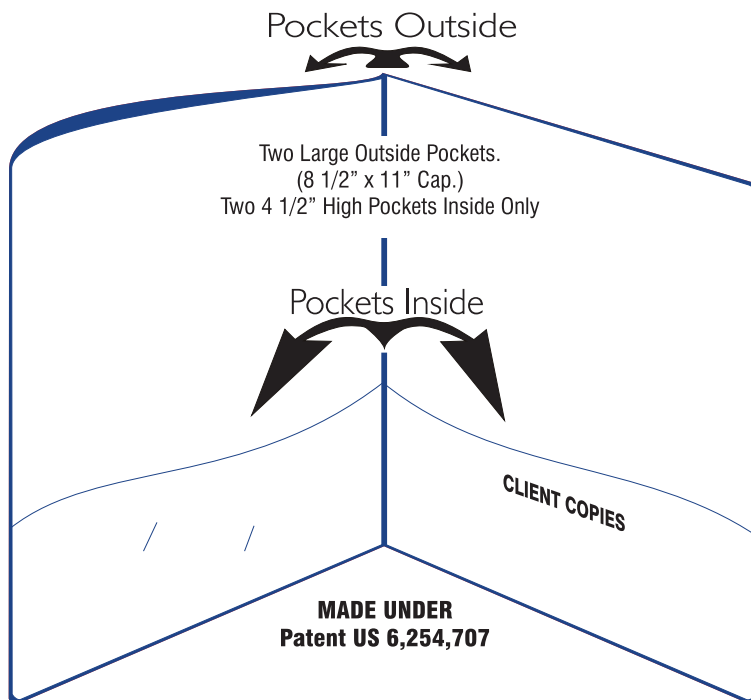 Pockets Outside
Two Large Outside Pockets.
(8 1/2” x 11” Cap.)
Two 4 1/2” High Pockets Inside Only
Pockets Inside
CLIENT COPIES
MADE UNDER
Patent US 6,254,707